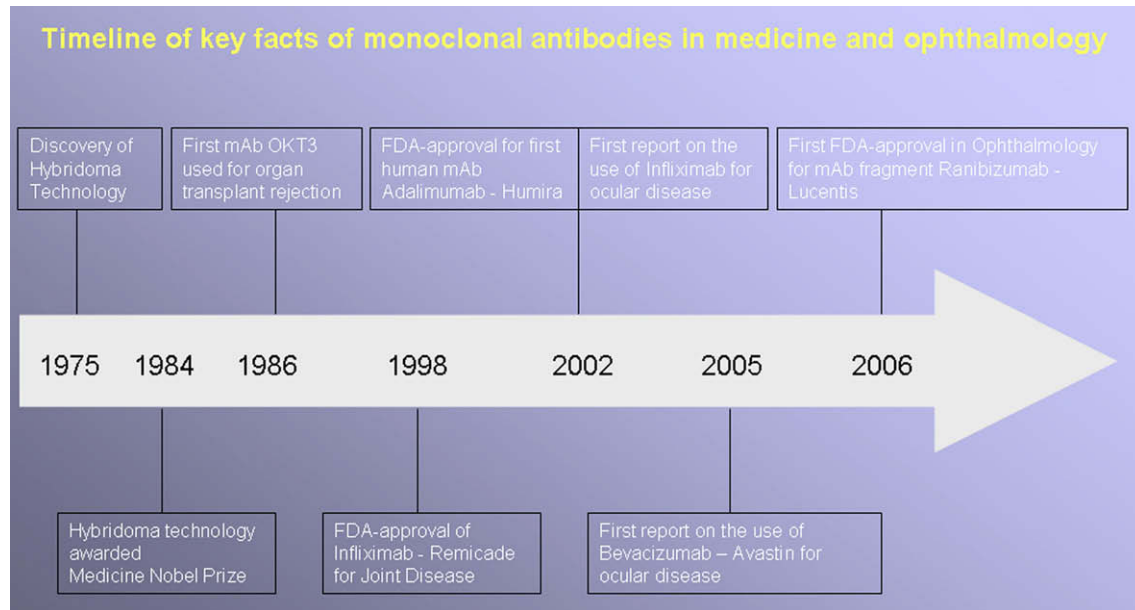 Timeline of key facts of monoclonal antibodies in medicine and ophthalmology
Discovery of
Hybridoma
Technology
First mAb OKT3
used for organ
transplant rejection
FDA-approval for first
human mAb
Adalimumab - Humira
First report on the
use of Infliximab for
ocular disease
First FDA-approval in Ophthalmology
for mAb fragment Ranibizumab -
Lucentis
1975 1984 1986 1998 2002 2005 2006
Hybridoma technology
awarded
Medicine Nobel Prize
FDA-approval of
Infliximab - Remicade
for Joint Disease
First report on the use of
Bevacizumab – Avastin for
ocular disease